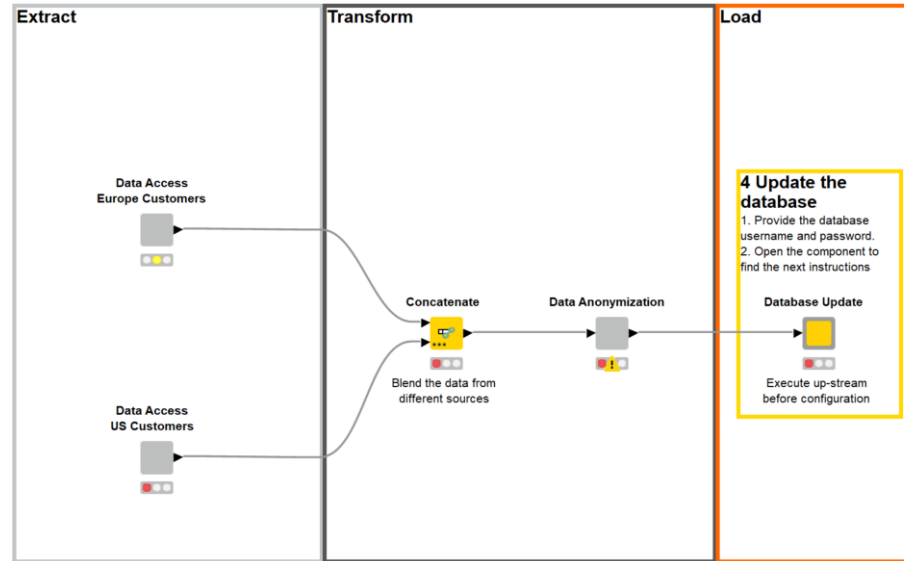 Extract
Transform
Load
Data Access
Europe Customers
4 Update the
database
1. Provide the database
username and password.
2. Open the component to
find the next instructions
Concatenate
Data Anonymization
Database Update
Blend the data from
different sources
Execute up-stream
before configuration
Data Access
US Customers